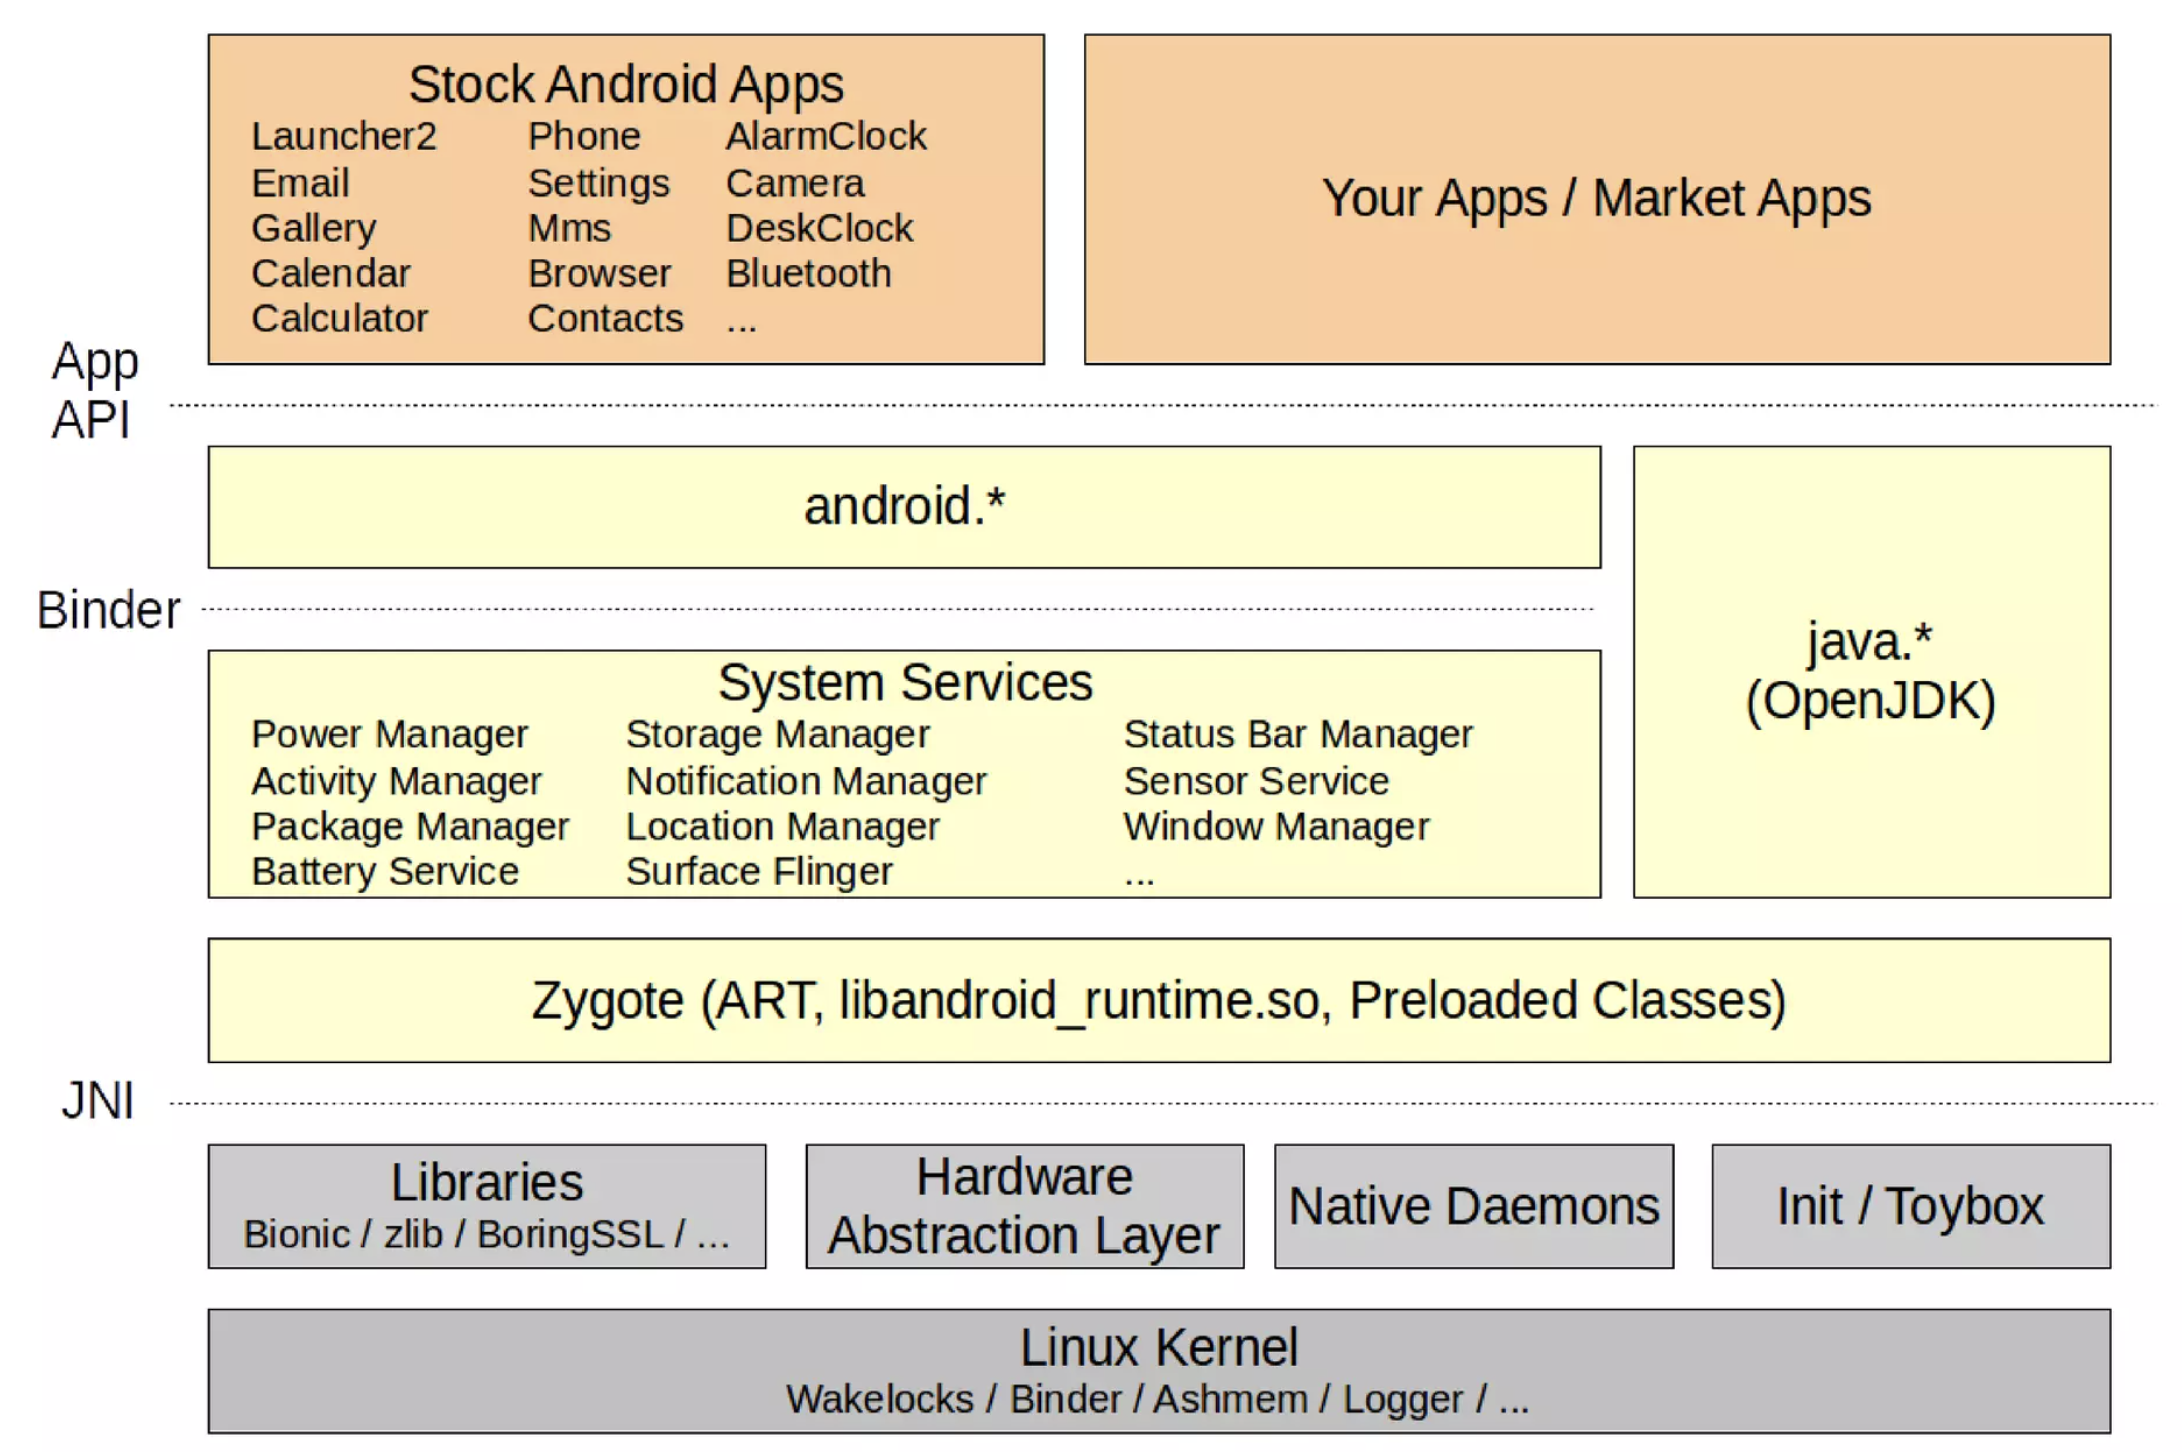 Stock Android Apps
Launcher2 Phone AlarmClock
Email Settings Camera
Gallery Mms DeskClock
Calendar Browser Bluetooth
Calculator Contacts ...
Your Apps / Market Apps
App
API
android.*
Binder
java.*
(OpenJDK)
System Services
Power Manager Storage Manager Status Bar Manager
Activity Manager Notification Manager Sensor Service
Package Manager Location Manager Window Manager
Battery Service Surface Flinger ...
Zygote (ART, libandroid_runtime.so, Preloaded Classes)
JNI
Libraries
Bionic / zlib / BoringSSL / ...
Hardware
Abstraction Layer
Native Daemons
Init / Toybox
Linux Kernel
Wakelocks / Binder / Ashmem / Logger / ...